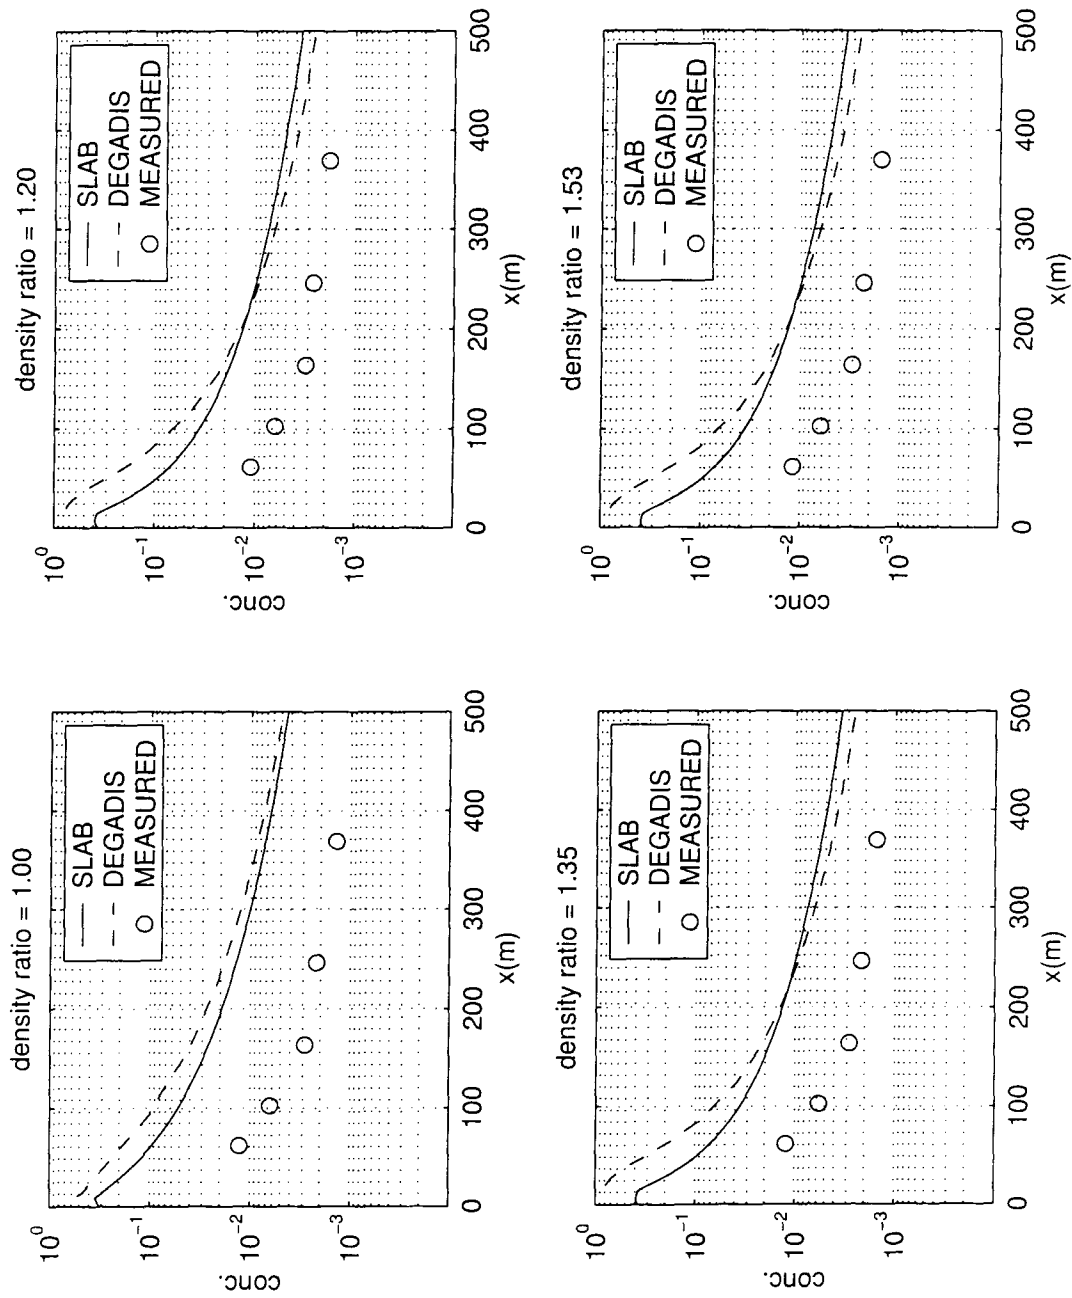 density ratio = 1.00
SLAB
DEGADIS
MEASURED
10^0
10^-1
10^-2
10^-3
conc.
0
100
200
300
400
500
x(m)
density ratio = 1.20
SLAB
DEGADIS
MEASURED
10^0
10^-1
10^-2
10^-3
conc.
0
100
200
300
400
500
x(m)
density ratio = 1.35
SLAB
DEGADIS
MEASURED
10^0
10^-1
10^-2
10^-3
conc.
0
100
200
300
400
500
x(m)
density ratio = 1.53
SLAB
DEGADIS
MEASURED
10^0
10^-1
10^-2
10^-3
conc.
0
100
200
300
400
500
x(m)